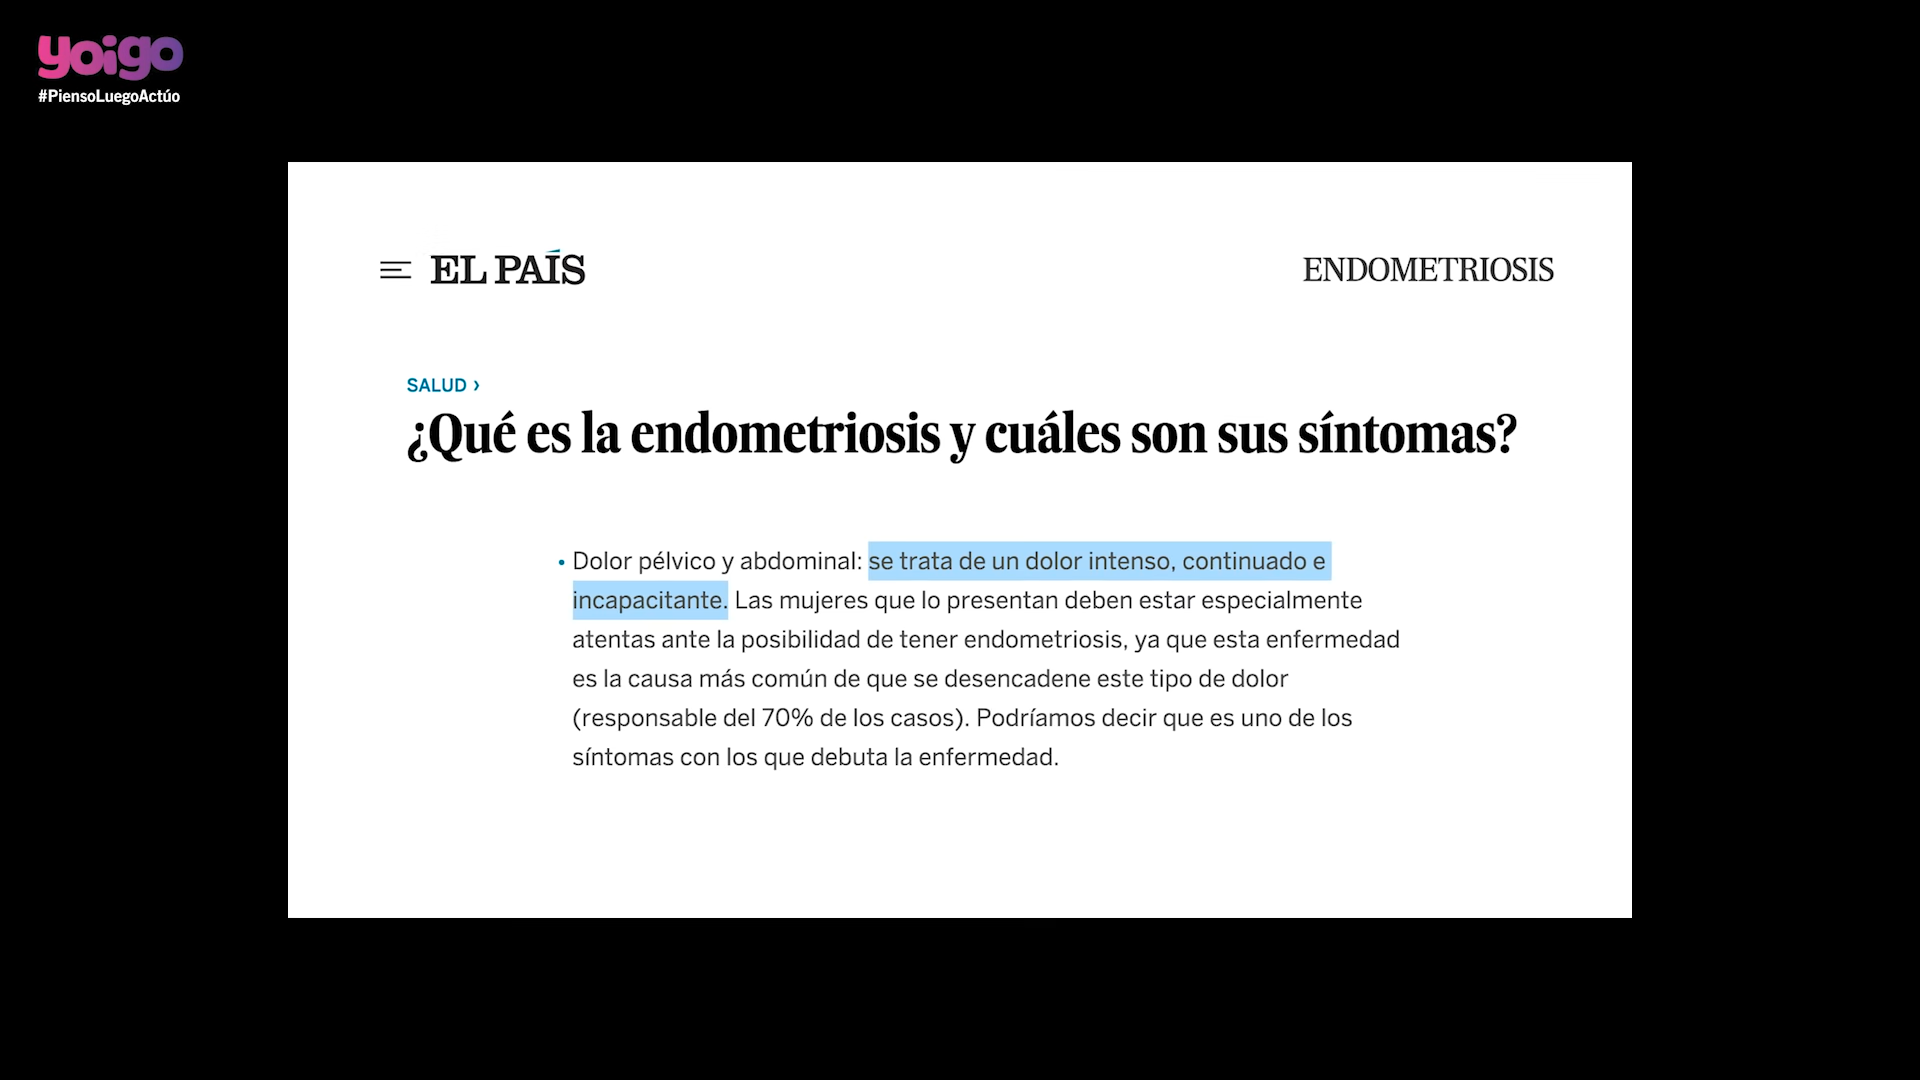 yoigo
#PiensoLuegoActúo
EL PAÍS
ENDOMETRIOSIS
SALUD ›
¿Qué es la endometriosis y cuáles son sus síntomas?
• Dolor pélvico y abdominal: se trata de un dolor intenso, continuado e
incapacitante. Las mujeres que lo presentan deben estar especialmente
atentas ante la posibilidad de tener endometriosis, ya que esta enfermedad
es la causa más común de que se desencadene este tipo de dolor
(responsable del 70% de los casos). Podríamos decir que es uno de los
síntomas con los que debuta la enfermedad.